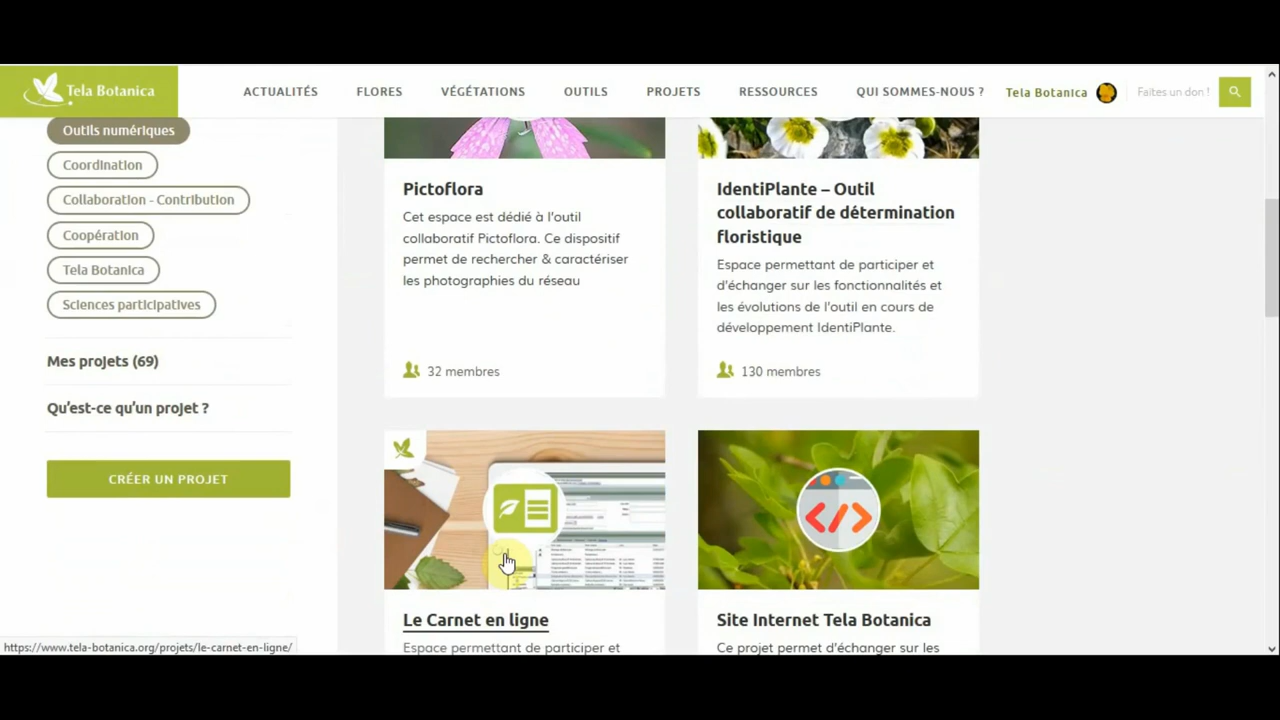 Tela Botanica
ACTUALITÉS FLORES VÉGÉTATIONS OUTILS PROJETS RESSOURCES QUI SOMMES-NOUS ? Tela Botanica Faites un don !
Outils numériques
Coordination
Collaboration - Contribution
Coopération
Tela Botanica
Sciences participatives
Mes projets (69)
Qu'est-ce qu'un projet ?
CRÉER UN PROJET
Pictoflora
Cet espace est dédié à l'outil
collaboratif Pictoflora. Ce dispositif
permet de rechercher & caractériser
les photographies du réseau
32 membres
IdentiPlante – Outil
collaboratif de détermination
floristique
Espace permettant de participer et
d'échanger sur les fonctionnalités et
les évolutions de l'outil en cours de
développement IdentiPlante.
130 membres
Le Carnet en ligne
Espace permettant de participer et
Site Internet Tela Botanica
Ce projet permet d'échanger sur les
https://www.tela-botanica.org/projets/le-carnet-en-ligne/